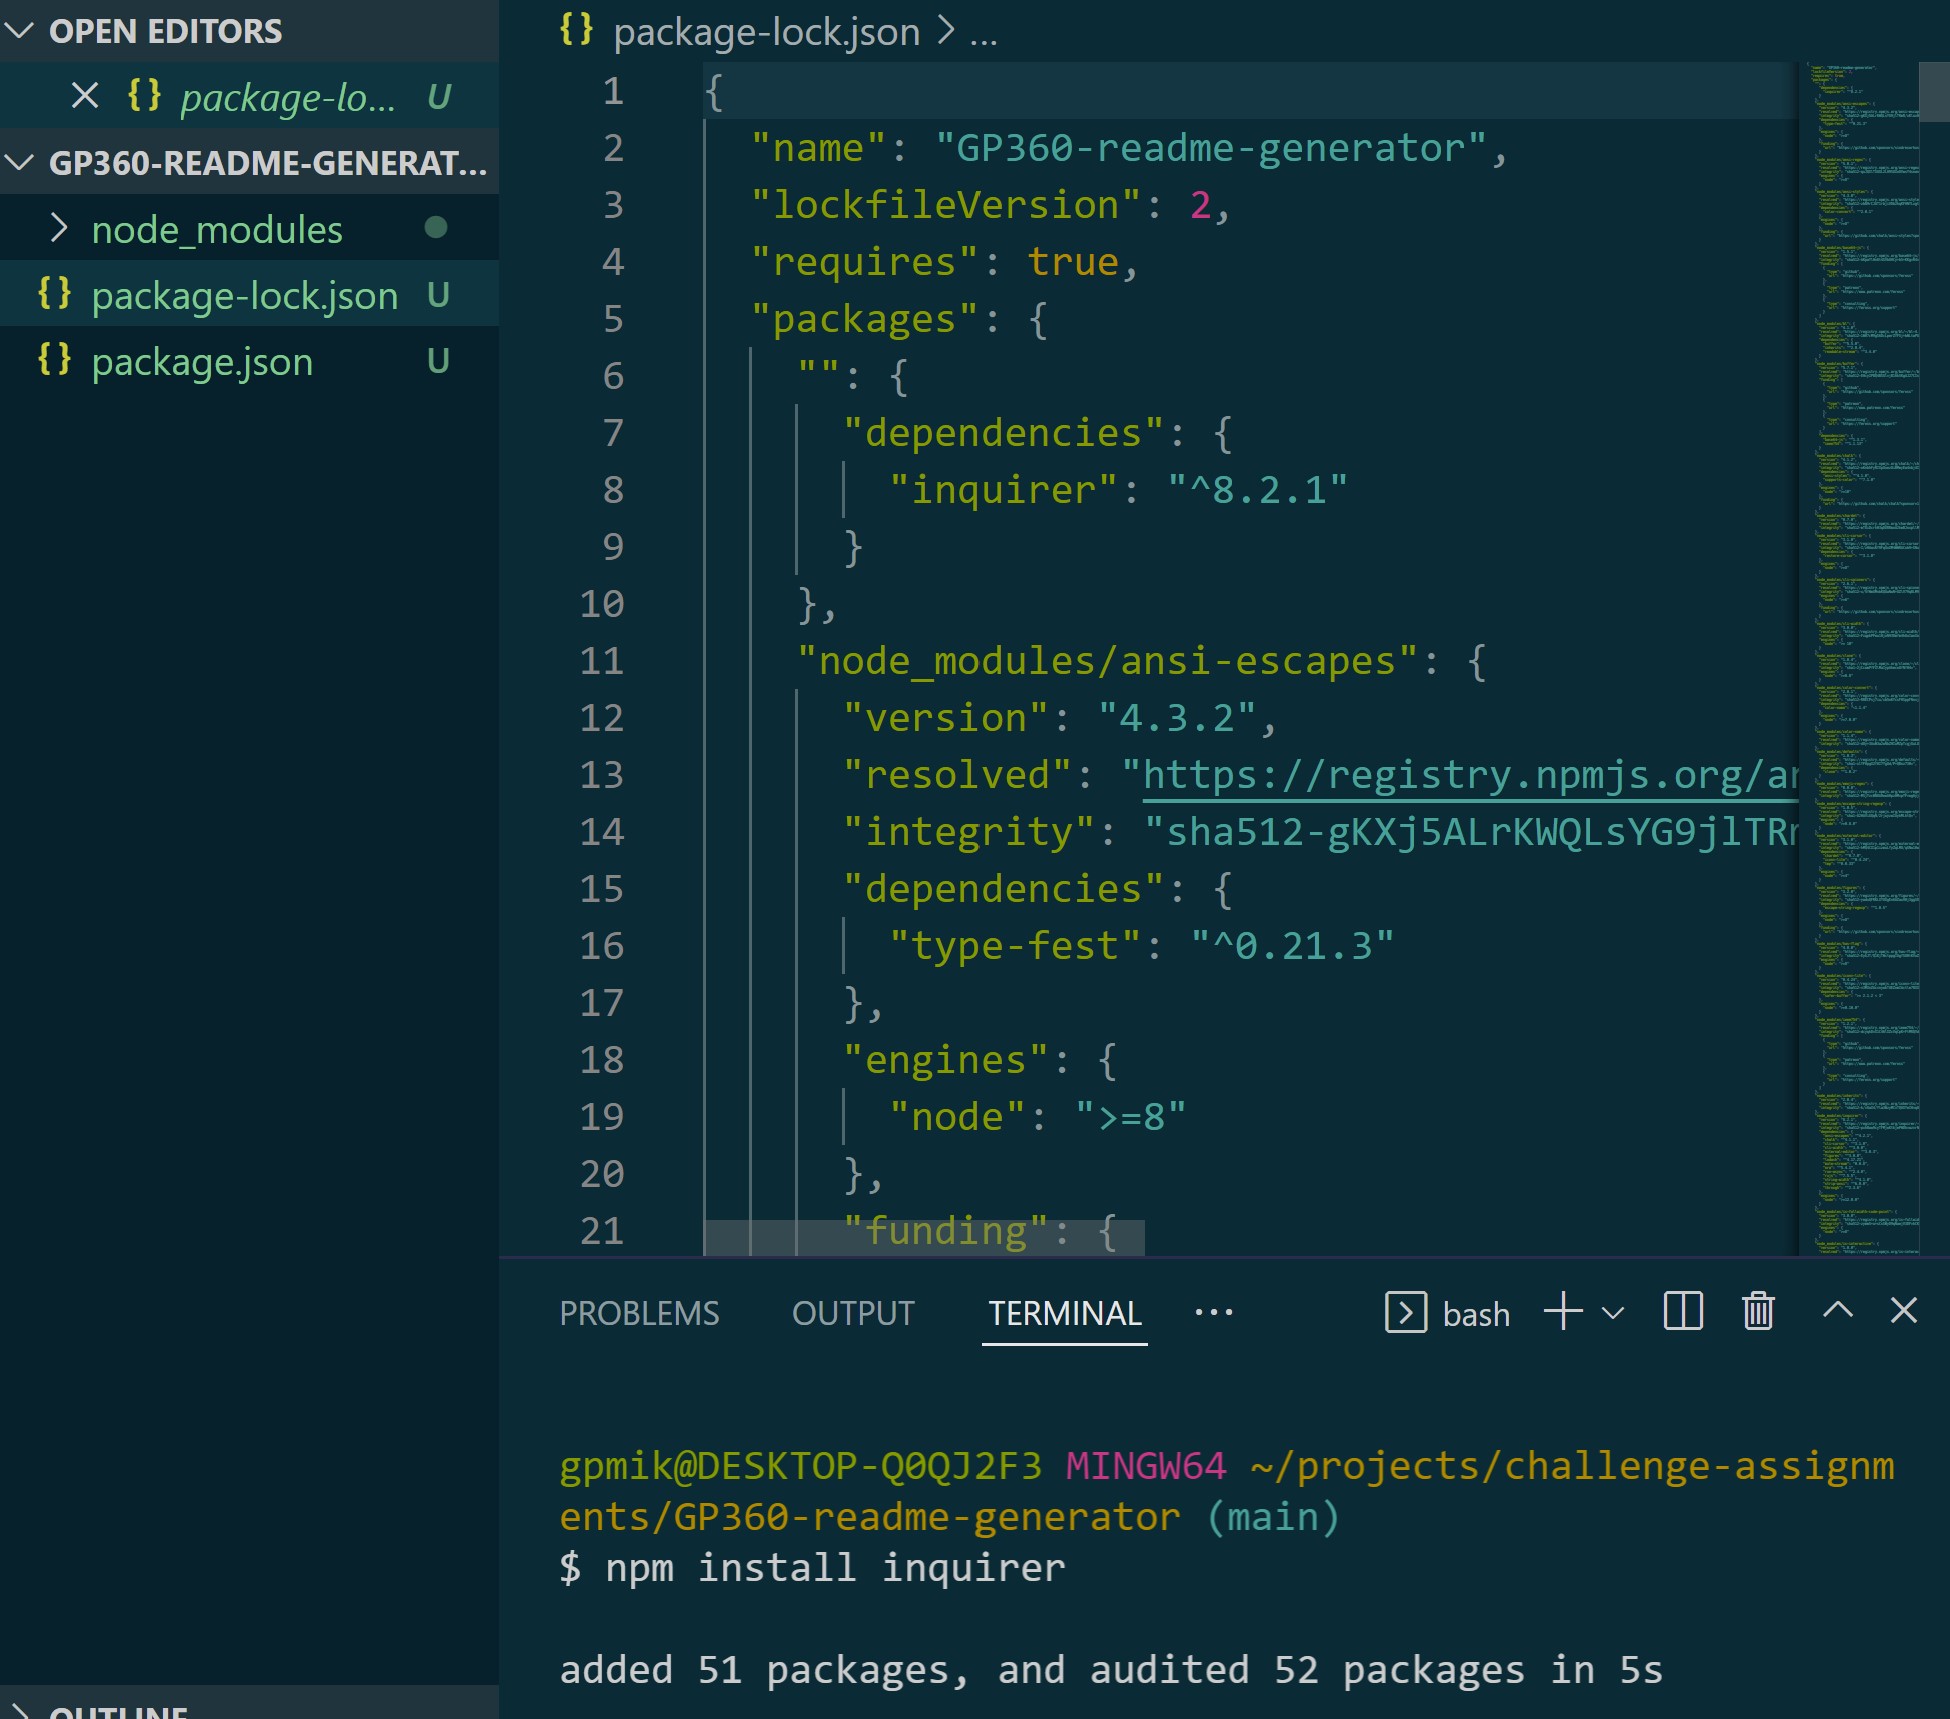 OPEN EDITORS
package-lo... U
GP360-README-GENERAT...
node_modules
package-lock.json U
package.json U
OUTLINE
package-lock.json > ...
1 {
2 "name": "GP360-readme-generator",
3 "lockfileVersion": 2,
4 "requires": true,
5 "packages": {
6 "": {
7 "dependencies": {
8 "inquirer": "^8.2.1"
9 }
10 },
11 "node_modules/ansi-escapes": {
12 "version": "4.3.2",
13 "resolved": "https://registry.npmjs.org/an
14 "integrity": "sha512-gKXj5ALrKWQLsYG9jlTRr
15 "dependencies": {
16 "type-fest": "^0.21.3"
17 },
18 "engines": {
19 "node": ">=8"
20 },
21 "funding": {
PROBLEMS OUTPUT TERMINAL ... bash
gpmik@DESKTOP-Q0QJ2F3 MINGW64 ~/projects/challenge-assignm
ents/GP360-readme-generator (main)
$ npm install inquirer
added 51 packages, and audited 52 packages in 5s